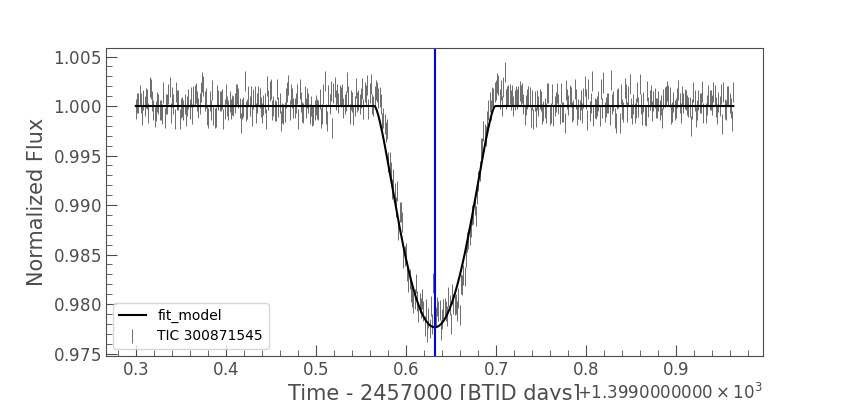 1.005
1.000
0.995
0.990
0.985
0.980
0.975
Normalized Flux
fit_model
TIC 300871545
0.3 0.4 0.5 0.6 0.7 0.8 0.9
Time - 2457000 [BTJD days]
+1.3990000000 × 10³